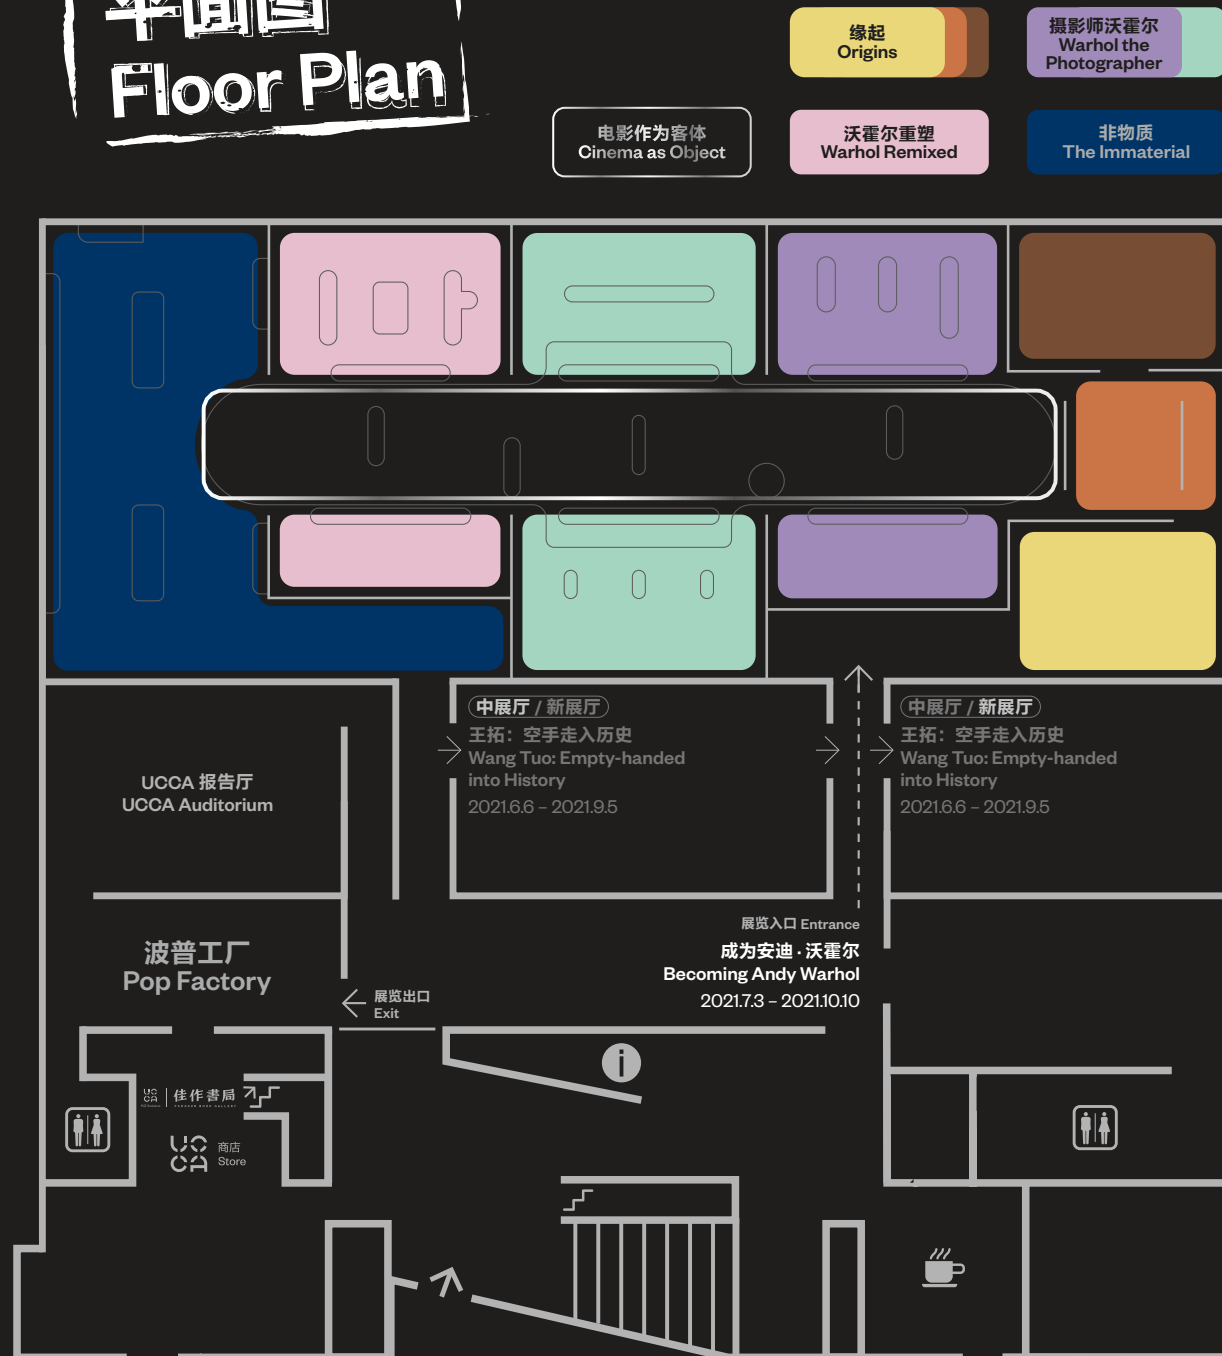 平面图
Floor Plan
缘起
Origins
摄影师沃霍尔
Warhol the
Photographer
电影作为客体
Cinema as Object
沃霍尔重塑
Warhol Remixed
非物质
The Immaterial
中展厅 / 新展厅
王拓：空手走入历史
Wang Tuo: Empty-handed
into History
2021.6.6 – 2021.9.5
中展厅 / 新展厅
王拓：空手走入历史
Wang Tuo: Empty-handed
into History
2021.6.6 – 2021.9.5
UCCA 报告厅
UCCA Auditorium
展览入口 Entrance
成为安迪·沃霍尔
Becoming Andy Warhol
2021.7.3 – 2021.10.10
波普工厂
Pop Factory
展览出口
Exit
i
UCCA
佳作書局
UCCA
商店
Store